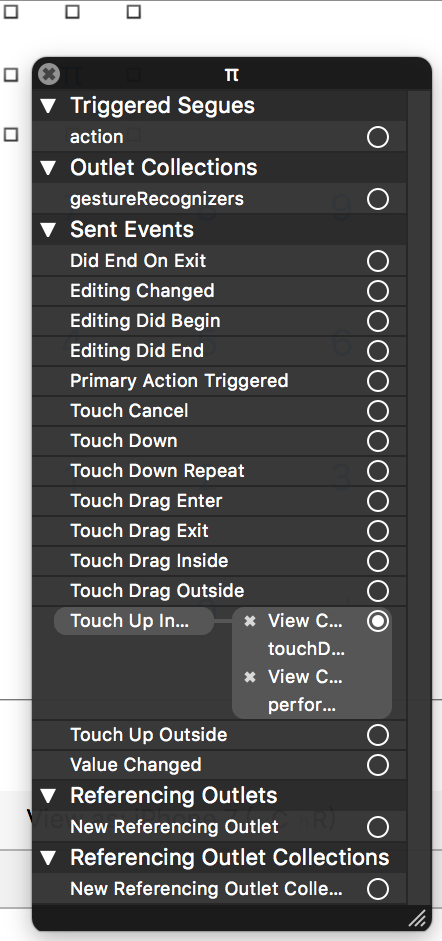 π
Triggered Segues
action
Outlet Collections
gestureRecognizers
Sent Events
Did End On Exit
Editing Changed
Editing Did Begin
Editing Did End
Primary Action Triggered
Touch Cancel
Touch Down
Touch Down Repeat
Touch Drag Enter
Touch Drag Exit
Touch Drag Inside
Touch Drag Outside
Touch Up In... View C...
touchD...
View C...
perfor...
Touch Up Outside
Value Changed
Referencing Outlets
New Referencing Outlet
Referencing Outlet Collections
New Referencing Outlet Colle...